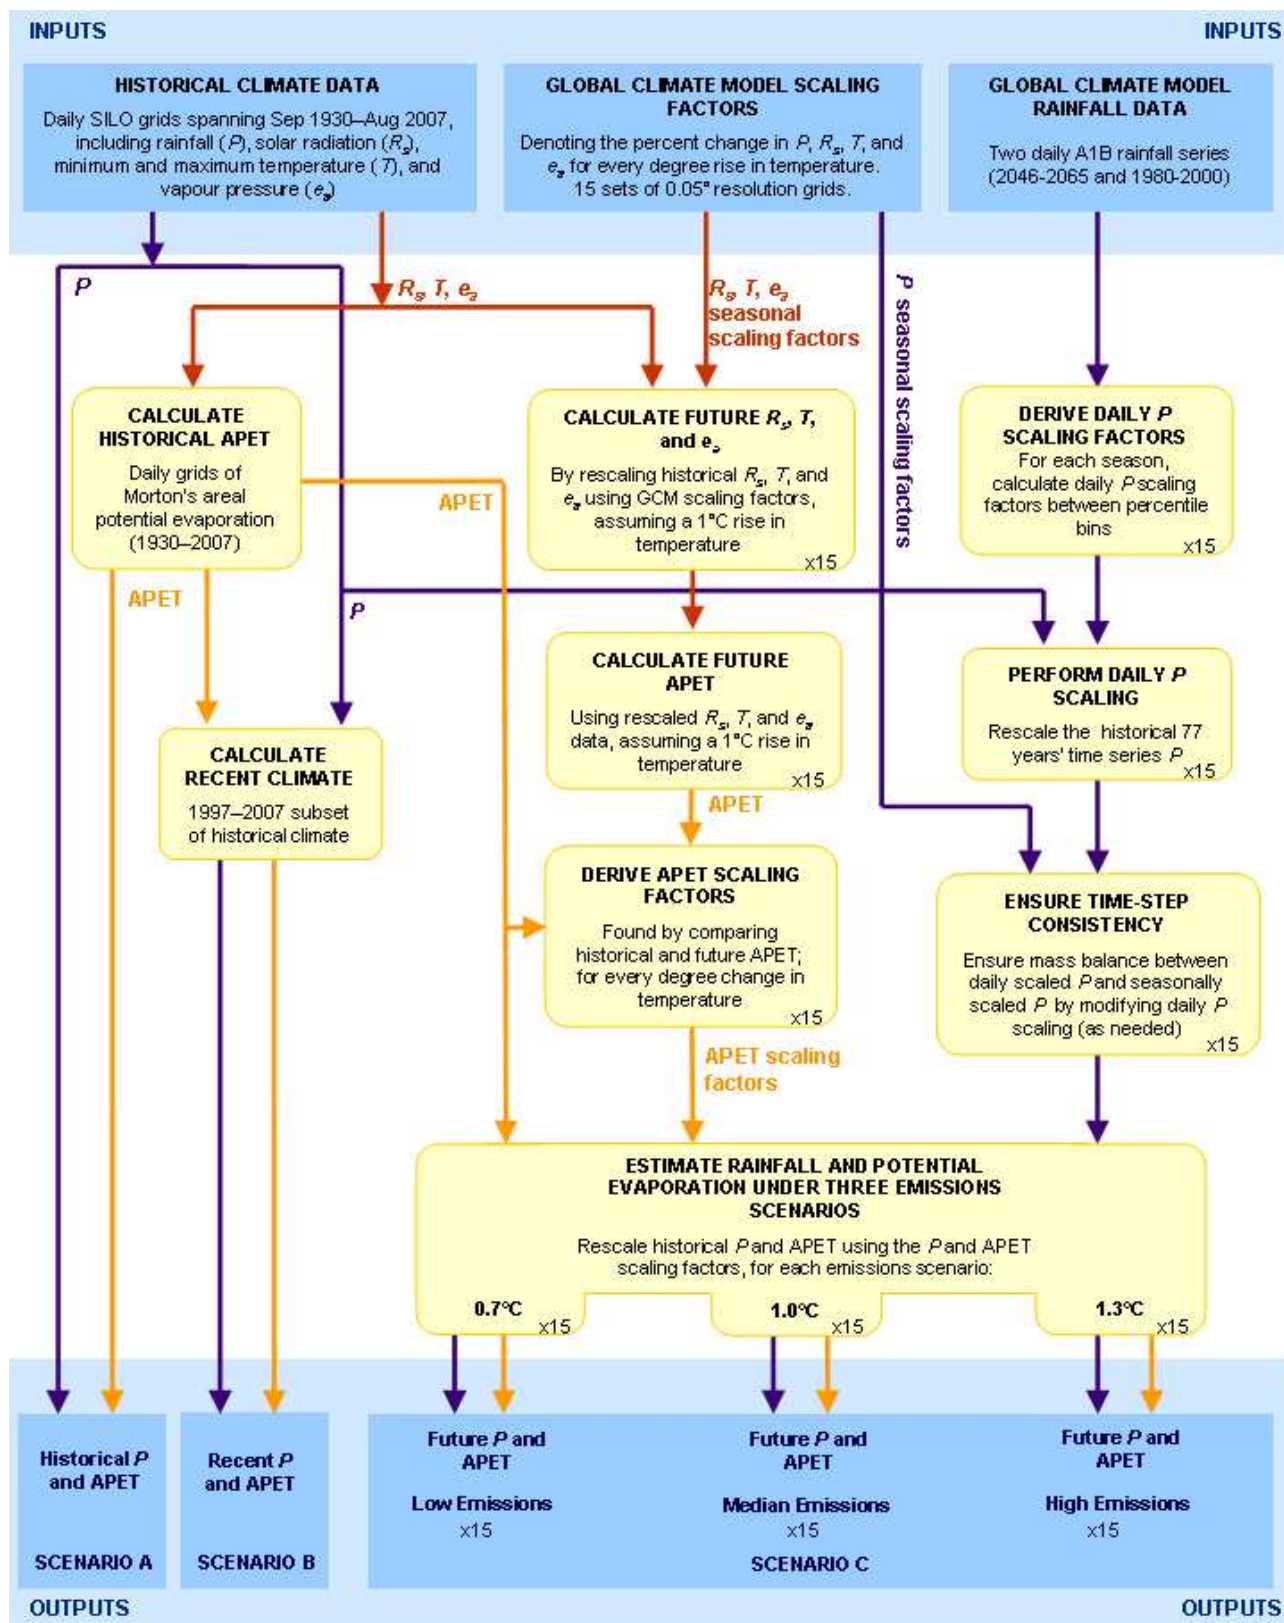 INPUTS
INPUTS
HISTORICAL CLIMATE DATA
Daily SILO grids spanning Sep 1930–Aug 2007,
including rainfall (P), solar radiation (Rs),
minimum and maximum temperature (T), and
vapour pressure (ea)
GLOBAL CLIMATE MODEL SCALING
FACTORS
Denoting the percent change in P, Rs, T, and
ea for every degree rise in temperature.
15 sets of 0.05° resolution grids.
GLOBAL CLIMATE MODEL
RAINFALL DATA
Two daily A1B rainfall series
(2046-2065 and 1980-2000)
P
Rs, T, ea
Rs, T, ea
seasonal
scaling factors
P seasonal scaling factors
CALCULATE
HISTORICAL APET
Daily grids of
Morton's areal
potential evaporation
(1930–2007)
APET
CALCULATE FUTURE Rs, T,
and ea
By rescaling historical Rs, T, and
ea using GCM scaling factors,
assuming a 1°C rise in
temperature
x15
DERIVE DAILY P
SCALING FACTORS
For each season,
calculate daily P scaling
factors between percentile
bins
x15
APET
P
CALCULATE FUTURE
APET
Using rescaled Rs, T, and ea
data, assuming a 1°C rise in
temperature
x15
PERFORM DAILY P
SCALING
Rescale the historical 77
years' time series P
x15
CALCULATE
RECENT CLIMATE
1997–2007 subset
of historical climate
APET
DERIVE APET SCALING
FACTORS
Found by comparing
historical and future APET;
for every degree change in
temperature
x15
ENSURE TIME-STEP
CONSISTENCY
Ensure mass balance between
daily scaled P and seasonally
scaled P by modifying daily P
scaling (as needed)
x15
APET scaling
factors
ESTIMATE RAINFALL AND POTENTIAL
EVAPORATION UNDER THREE EMISSIONS
SCENARIOS
Rescale historical P and APET using the P and APET
scaling factors, for each emissions scenario:
0.7°C
x15
1.0°C
x15
1.3°C
x15
Historical P
and APET
SCENARIO A
Recent P
and APET
SCENARIO B
Future P and
APET
Low Emissions
x15
Future P and
APET
Median Emissions
x15
Future P and
APET
High Emissions
x15
SCENARIO C
OUTPUTS
OUTPUTS